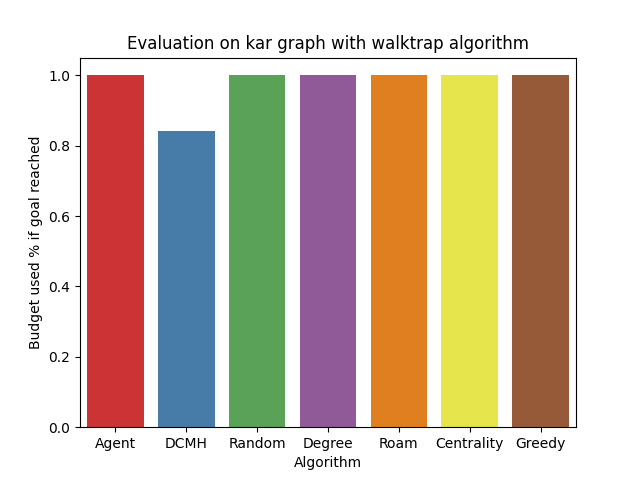 Evaluation on kar graph with walktrap algorithm
Budget used % if goal reached
1.0
0.8
0.6
0.4
0.2
0.0
Agent DCMH Random Degree Roam Centrality Greedy
Algorithm